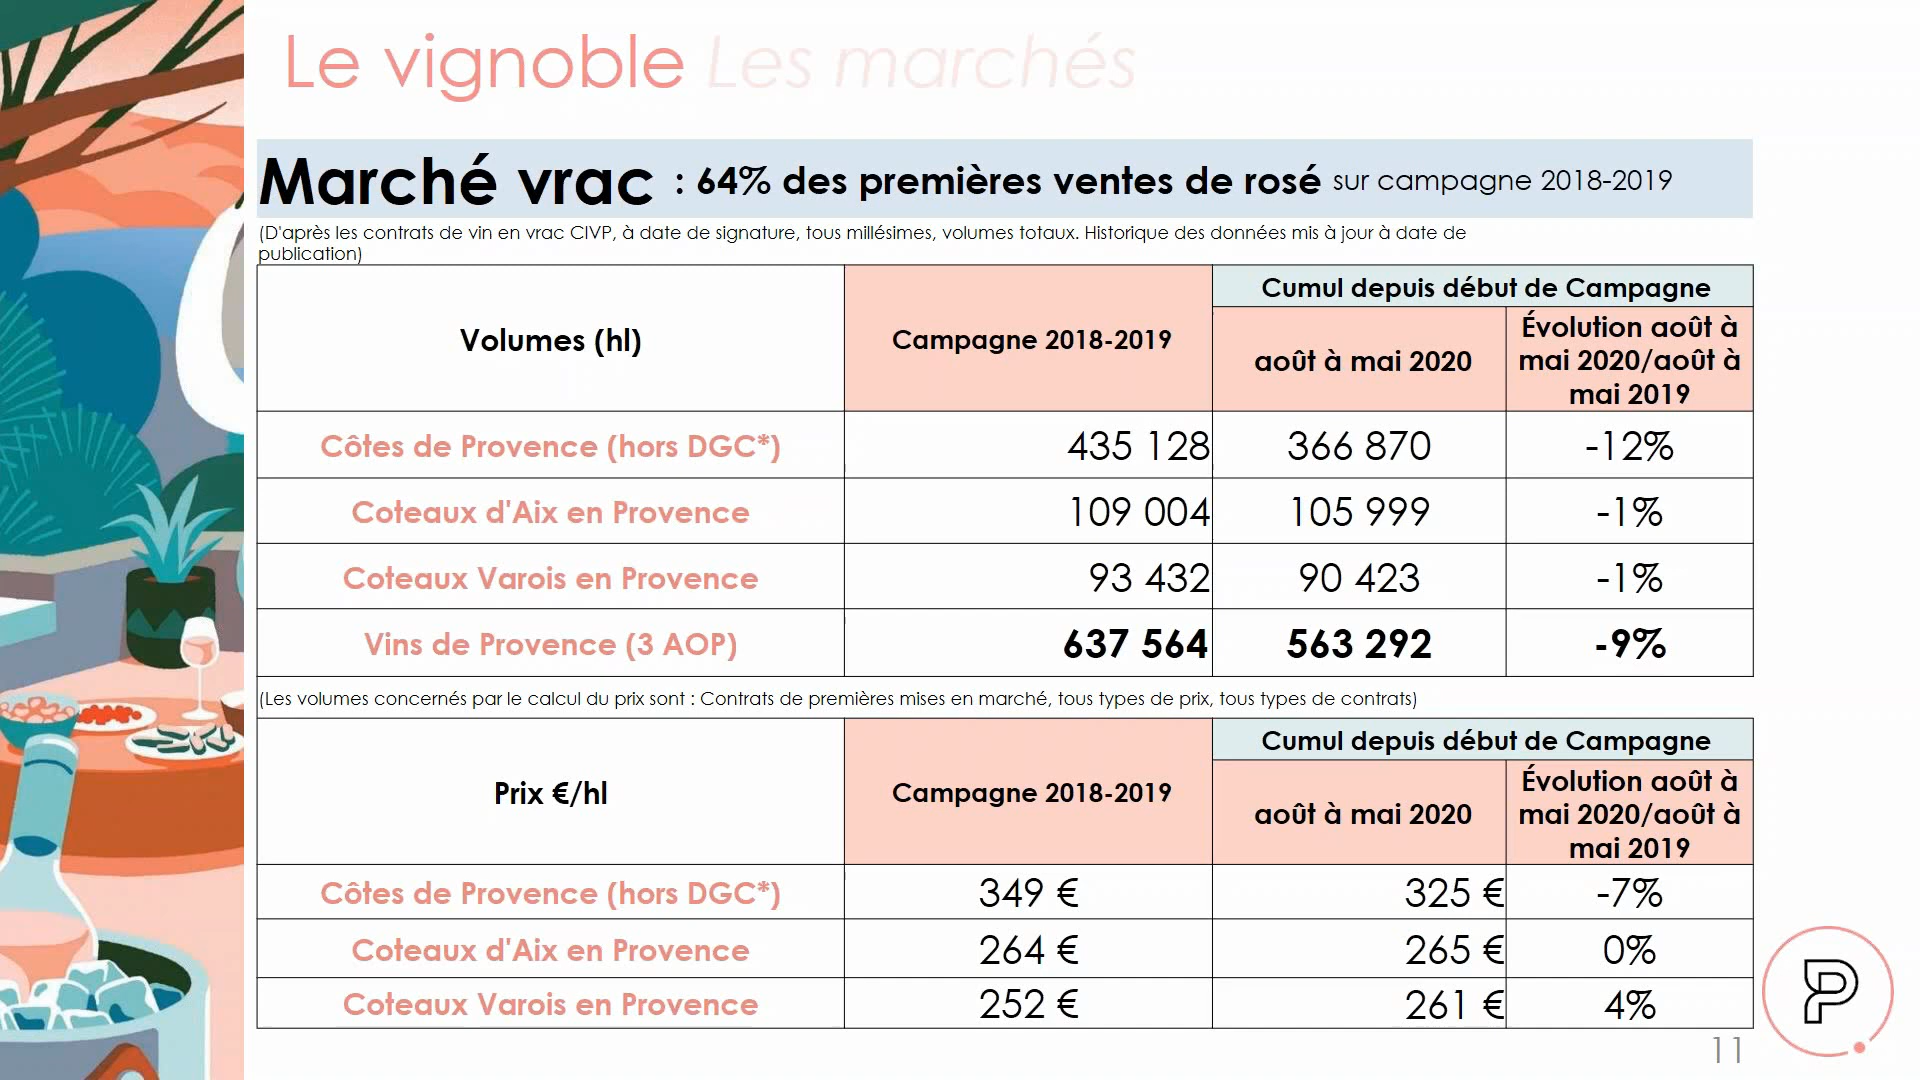 Le vignoble Les marchés
Marché vrac : 64% des premières ventes de rosé sur campagne 2018-2019
(D'après les contrats de vin en vrac CIVP, à date de signature, tous millésimes, volumes totaux. Historique des données mis à jour à date de
publication)
Volumes (hl)
Campagne 2018-2019
Cumul depuis début de Campagne
août à mai 2020
Évolution août à
mai 2020/août à
mai 2019
Côtes de Provence (hors DGC*) 435 128 366 870 -12%
Coteaux d'Aix en Provence 109 004 105 999 -1%
Coteaux Varois en Provence 93 432 90 423 -1%
Vins de Provence (3 AOP) 637 564 563 292 -9%
(Les volumes concernés par le calcul du prix sont : Contrats de premières mises en marché, tous types de prix, tous types de contrats)
Prix €/hl
Campagne 2018-2019
Cumul depuis début de Campagne
août à mai 2020
Évolution août à
mai 2020/août à
mai 2019
Côtes de Provence (hors DGC*) 349 € 325 € -7%
Coteaux d'Aix en Provence 264 € 265 € 0%
Coteaux Varois en Provence 252 € 261 € 4%
P
11